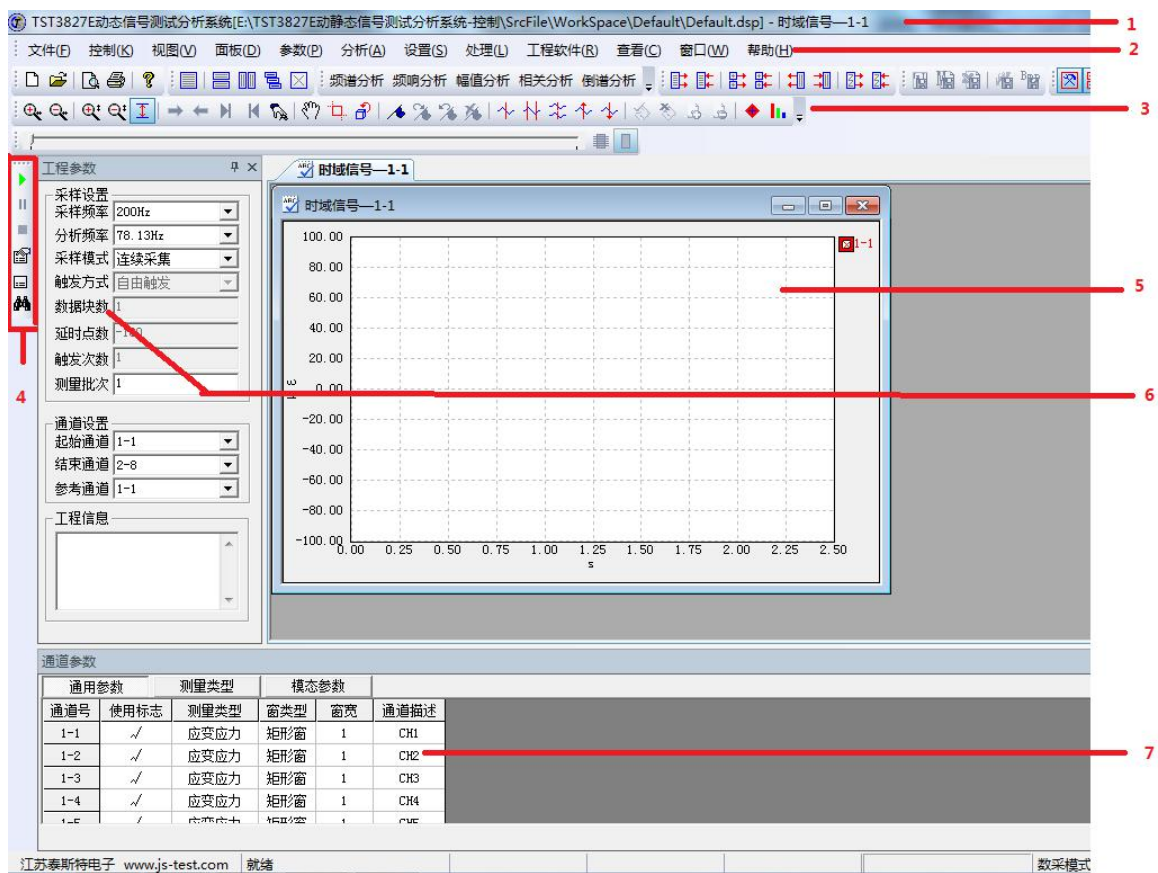 TST3827E动态信号测试分析系统[E:\TST3827E动静态信号测试分析系统-控制\SrcFile\WorkSpace\Default\Default.dsp] - 时域信号—1-1
1
文件(F) 控制(K) 视图(V) 面板(D) 参数(P) 分析(A) 设置(S) 处理(L) 工程软件(R) 查看(C) 窗口(W) 帮助(H)
2
频谱分析 频响分析 幅值分析 相关分析 倒谱分析
3
工程参数
时域信号—1-1
采样设置
采样频率 200Hz
分析频率 78.13Hz
采样模式 连续采集
触发方式 自由触发
数据块数 1
延时点数
触发次数 1
测量批次 1
4
通道设置
起始通道 1-1
结束通道 2-8
参考通道 1-1
工程信息
时域信号—1-1
1-1
100.00
80.00
60.00
40.00
20.00
0.00
-20.00
-40.00
-60.00
-80.00
-100.00
0.00 0.25 0.50 0.75 1.00 1.25 1.50 1.75 2.00 2.25 2.50
s
5
6
通道参数
通用参数 测量类型 模态参数
通道号 使用标志 测量类型 窗类型 窗宽 通道描述
1-1 √ 应变应力 矩形窗 1 CH1
1-2 √ 应变应力 矩形窗 1 CH2
1-3 √ 应变应力 矩形窗 1 CH3
1-4 √ 应变应力 矩形窗 1 CH4
1-5 应变应力 矩形窗 1 CH5
7
江苏泰斯特电子 www.js-test.com 就绪 数采模式